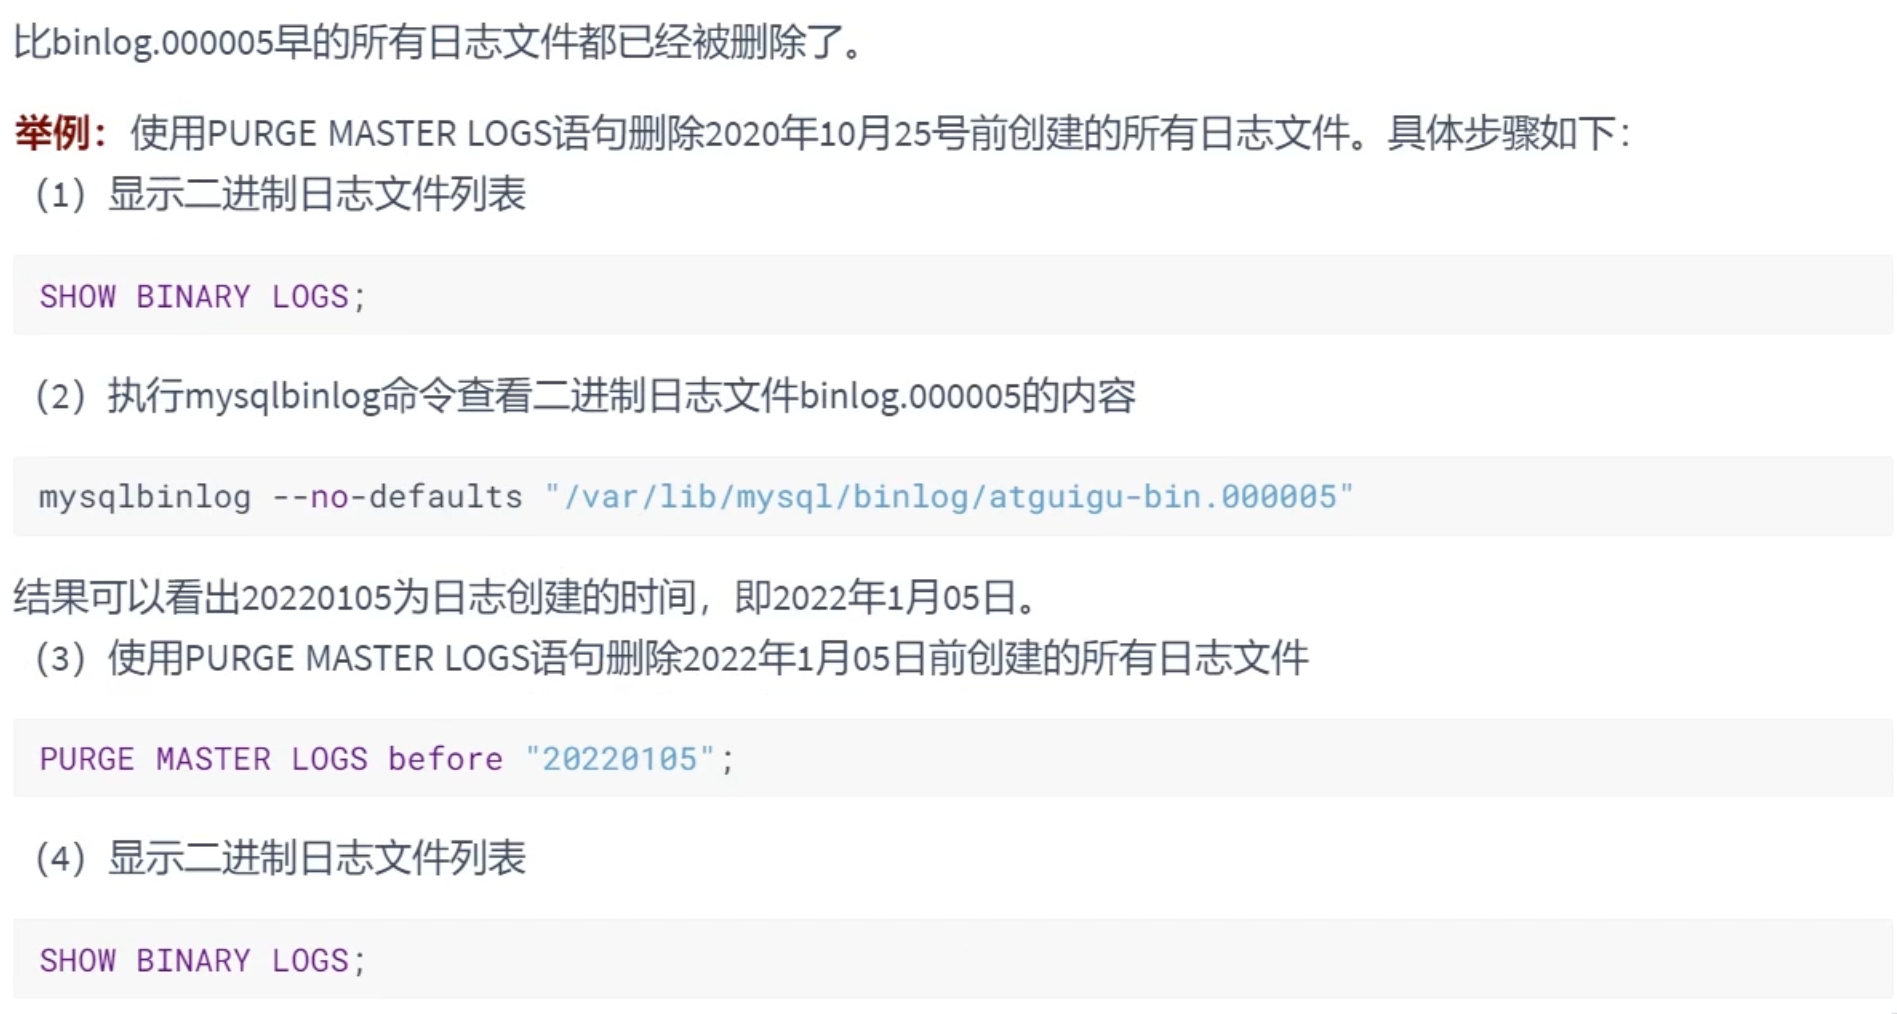 比binlog.000005早的所有日志文件都已经被删除了。
举例：使用PURGE MASTER LOGS语句删除2020年10月25号前创建的所有日志文件。具体步骤如下：
（1）显示二进制日志文件列表
SHOW BINARY LOGS;
（2）执行mysqlbinlog命令查看二进制日志文件binlog.000005的内容
mysqlbinlog --no-defaults "/var/lib/mysql/binlog/atguigu-bin.000005"
结果可以看出20220105为日志创建的时间，即2022年1月05日。
（3）使用PURGE MASTER LOGS语句删除2022年1月05日前创建的所有日志文件
PURGE MASTER LOGS before "20220105";
（4）显示二进制日志文件列表
SHOW BINARY LOGS;